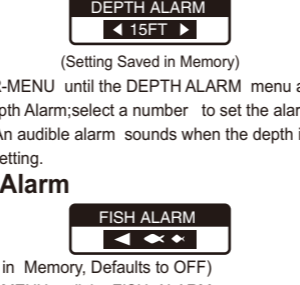 DEPTH ALARM
◀ 15FT ▶
(Setting Saved in Memory)
R-MENU until the DEPTH ALARM menu a
pth Alarm;select a number to set the alar
An audible alarm sounds when the depth i
etting.
Alarm
FISH ALARM
in Memory, Defaults to OFF)